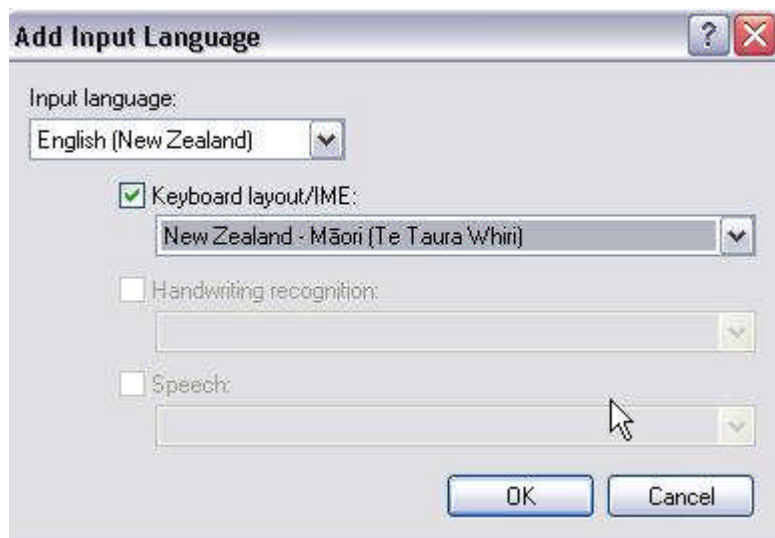 Add Input Language
Input language:
English (New Zealand)
Keyboard layout/IME:
New Zealand - Māori (Te Taura Whiri)
Handwriting recognition:
Speech:
OK Cancel